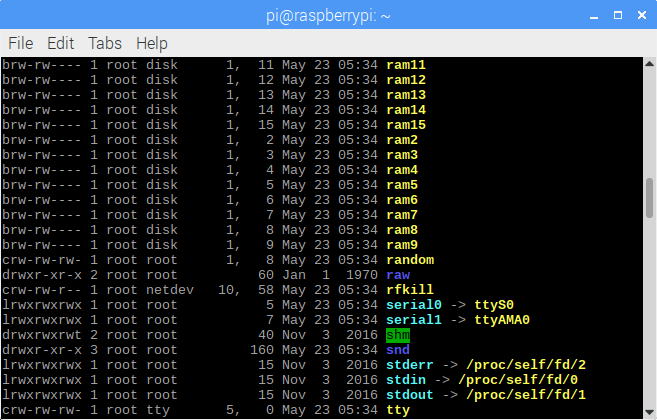 pi@raspberrypi: ~
File Edit Tabs Help
brw-rw---- 1 root disk      1,  11 May 23 05:34 ram11
brw-rw---- 1 root disk      1,  12 May 23 05:34 ram12
brw-rw---- 1 root disk      1,  13 May 23 05:34 ram13
brw-rw---- 1 root disk      1,  14 May 23 05:34 ram14
brw-rw---- 1 root disk      1,  15 May 23 05:34 ram15
brw-rw---- 1 root disk      1,   2 May 23 05:34 ram2
brw-rw---- 1 root disk      1,   3 May 23 05:34 ram3
brw-rw---- 1 root disk      1,   4 May 23 05:34 ram4
brw-rw---- 1 root disk      1,   5 May 23 05:34 ram5
brw-rw---- 1 root disk      1,   6 May 23 05:34 ram6
brw-rw---- 1 root disk      1,   7 May 23 05:34 ram7
brw-rw---- 1 root disk      1,   8 May 23 05:34 ram8
brw-rw---- 1 root disk      1,   9 May 23 05:34 ram9
crw-rw-rw- 1 root root      1,   8 May 23 05:34 random
drwxr-xr-x 2 root root          60 Jan  1  1970 raw
crw-rw-r-- 1 root netdev   10,  58 May 23 05:34 rfkill
lrwxrwxrwx 1 root root           5 May 23 05:34 serial0 -> ttyS0
lrwxrwxrwx 1 root root           7 May 23 05:34 serial1 -> ttyAMA0
drwxrwxrwt 2 root root          40 Nov  3  2016 shm
drwxr-xr-x 3 root root         160 May 23 05:34 snd
lrwxrwxrwx 1 root root          15 Nov  3  2016 stderr -> /proc/self/fd/2
lrwxrwxrwx 1 root root          15 Nov  3  2016 stdin -> /proc/self/fd/0
lrwxrwxrwx 1 root root          15 Nov  3  2016 stdout -> /proc/self/fd/1
crw-rw-rw- 1 root tty       5,   0 May 23 05:34 tty